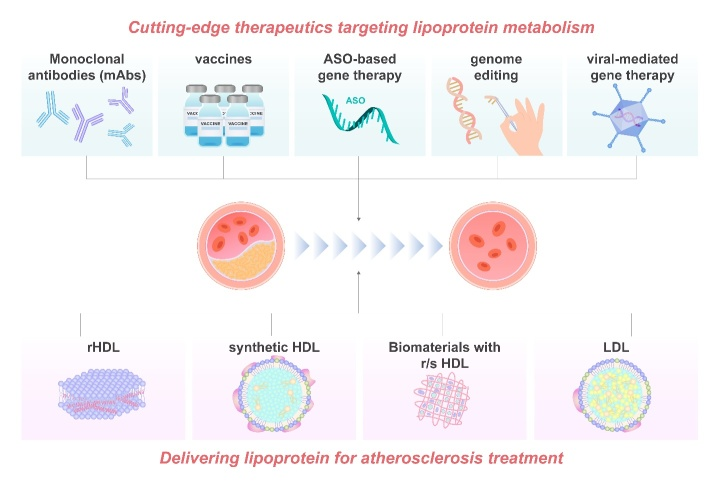 Cutting-edge therapeutics targeting lipoprotein metabolism
Monoclonal
antibodies (mAbs)
vaccines
ASO-based
gene therapy
genome
editing
viral-mediated
gene therapy
ASO
VACCINE
VACCINE
rHDL
synthetic HDL
Biomaterials with
r/s HDL
LDL
Delivering lipoprotein for atherosclerosis treatment